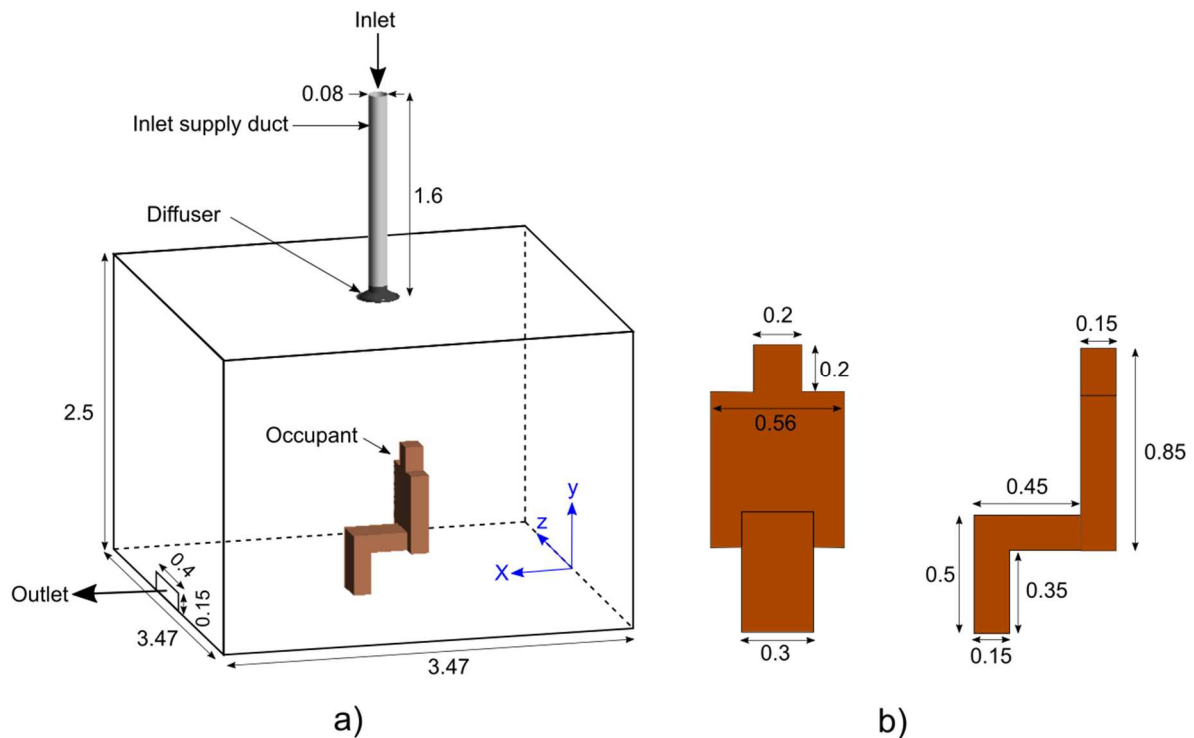 Inlet
0.08
Inlet supply duct
1.6
Diffuser
2.5
Occupant
y
z
X
Outlet
0.4
0.15
3.47
3.47
a)
0.2
0.2
0.56
0.3
0.15
0.85
0.45
0.5
0.35
0.15
b)